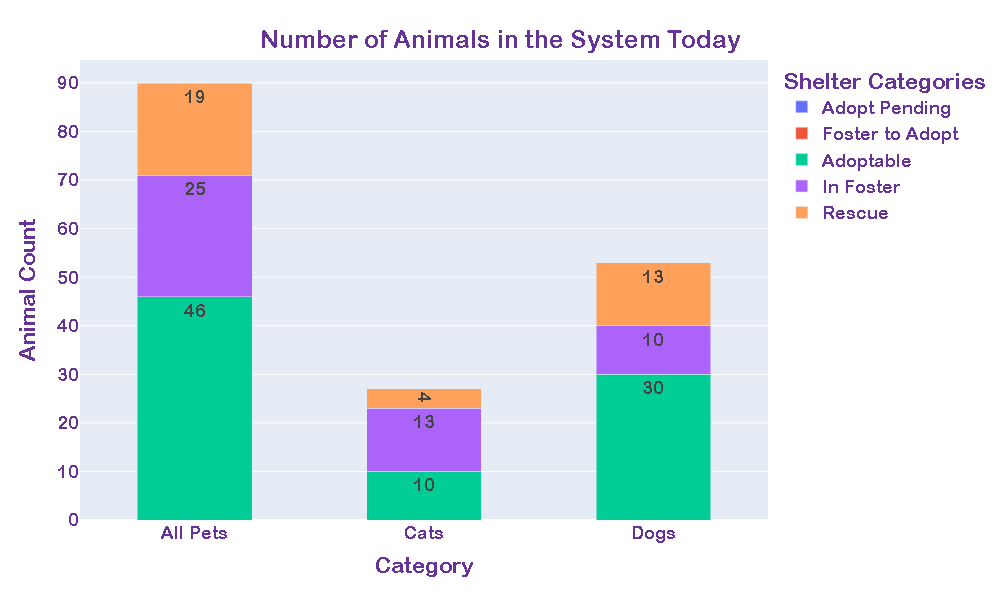 Number of Animals in the System Today
Shelter Categories
Adopt Pending
Foster to Adopt
Adoptable
In Foster
Rescue
Animal Count
90
80
70
60
50
40
30
20
10
0
19
25
46
4
13
10
13
10
30
All Pets
Cats
Dogs
Category